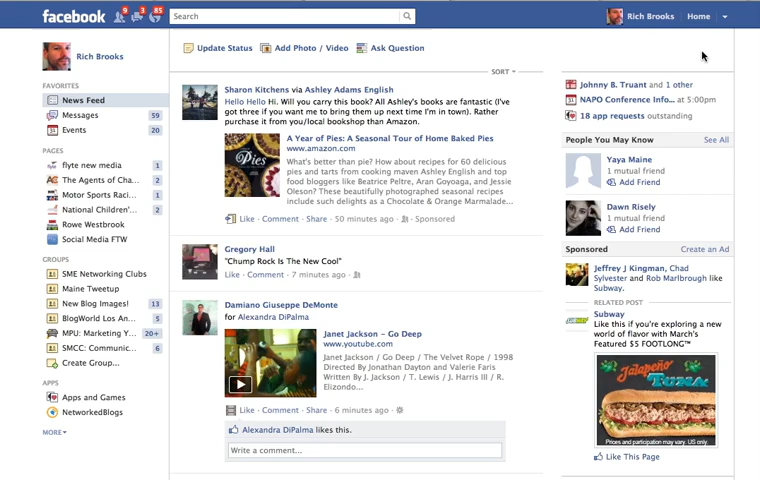 facebook
9
3
85
Search
Rich Brooks
Home
Rich Brooks
Update Status
Add Photo / Video
Ask Question
SORT
FAVORITES
News Feed
Messages 59
Events 20
PAGES
flyte new media 1
The Agents of Cha... 2
Motor Sports Raci... 1
National Children'... 2
Rowe Westbrook
Social Media FTW
GROUPS
SME Networking Clubs
Maine Tweetup
New Blog Images! 13
BlogWorld Los An... 5
MPU: Marketing Y... 20+
SMCC: Communic... 6
Create Group...
APPS
Apps and Games
NetworkedBlogs
MORE
Sharon Kitchens via Ashley Adams English
Hello Hello Hi. Will you carry this book? All Ashley's books are fantastic (I've
got three if you want me to bring them up next time I'm in town). Rather
purchase it from you/local bookshop than Amazon.
Pies
A Year of Pies: A Seasonal Tour of Home Baked Pies
www.amazon.com
What's better than pie? How about recipes for 60 delicious
pies and tarts from cooking maven Ashley English and top
food bloggers like Beatrice Peltre, Aran Goyoaga, and Jessie
Oleson? These beautifully photographed seasonal recipes
include such delights as a Chocolate & Orange Marmalade...
Like · Comment · Share · 50 minutes ago · Sponsored
Gregory Hall
"Chump Rock Is The New Cool"
Like · Comment · 7 minutes ago ·
Damiano Giuseppe DeMonte
for Alexandra DiPalma
Janet Jackson - Go Deep
www.youtube.com
Janet Jackson / Go Deep / The Velvet Rope / 1998
Directed By Jonathan Dayton and Valerie Faris
Written By J. Jackson / T. Lewis / J. Harris III / R.
Elizondo...
Like · Comment · Share · 6 minutes ago ·
Alexandra DiPalma likes this.
Write a comment...
Johnny B. Truant and 1 other
NAPO Conference Info... at 5:00pm
18 app requests outstanding
People You May Know See All
Yaya Maine
1 mutual friend
Add Friend
Dawn Risely
1 mutual friend
Add Friend
Sponsored Create an Ad
Jeffrey J Kingman, Chad
Sylvester and Rob Marlbrough like
Subway.
RELATED POST
SUBWAY
Subway
Like this if you're exploring a new
world of flavor with March's
Featured $5 FOOTLONG™
Jalapeño
TUNA
Prices and participation may vary. US only.
Like This Page